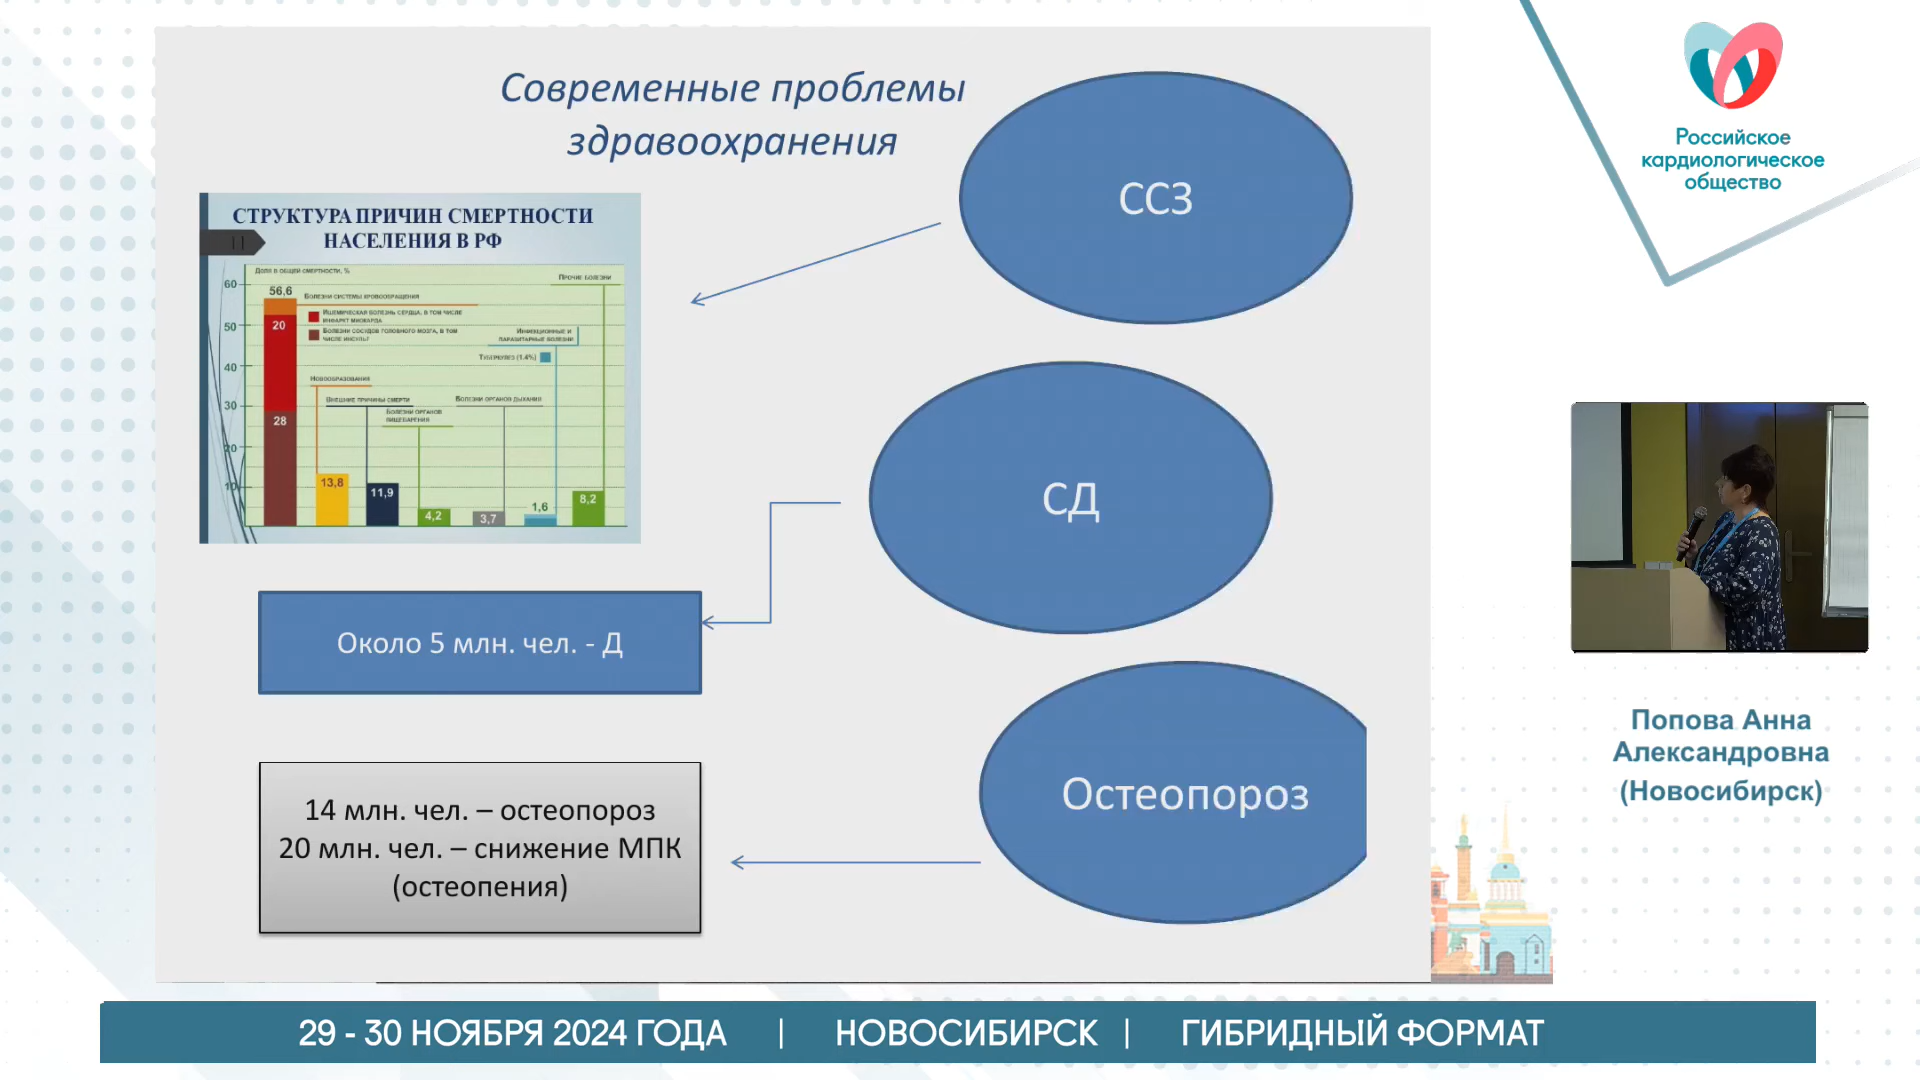 Современные проблемы
здравоохранения
СТРУКТУРА ПРИЧИН СМЕРТНОСТИ
НАСЕЛЕНИЯ В РФ
11
Доля в общей смертности, %
60
50
40
30
20
10
56,6
20
28
Болезни системы кровообращения
Ишемическая болезнь сердца, в том числе
инфаркт миокарда
Болезни сосудов головного мозга, в том
числе инсульт
Прочие болезни
Инфекционные и
паразитарные болезни
Туберкулез (1.4%)
Новообразования
Внешние причины смерти
Болезни органов
пищеварения
Болезни органов дыхания
13,8
11,9
4,2
3,7
1,6
8,2
ССЗ
СД
Около 5 млн. чел. - Д
Остеопороз
14 млн. чел. – остеопороз
20 млн. чел. – снижение МПК
(остеопения)
Российское
кардиологическое
общество
Попова Анна
Александровна
(Новосибирск)
29 - 30 НОЯБРЯ 2024 ГОДА | НОВОСИБИРСК | ГИБРИДНЫЙ ФОРМАТ